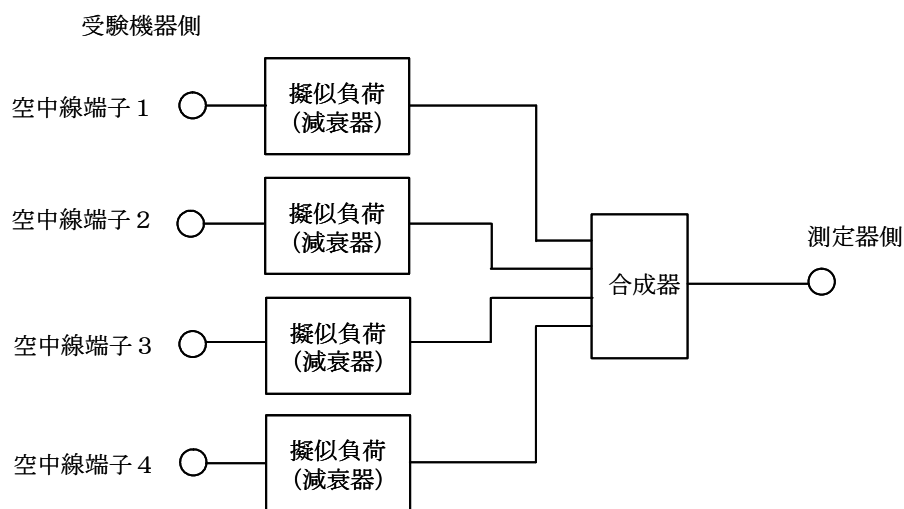 受験機器側
空中線端子1
擬似負荷
(減衰器)
空中線端子2
擬似負荷
(減衰器)
合成器
測定器側
空中線端子3
擬似負荷
(減衰器)
空中線端子4
擬似負荷
(減衰器)